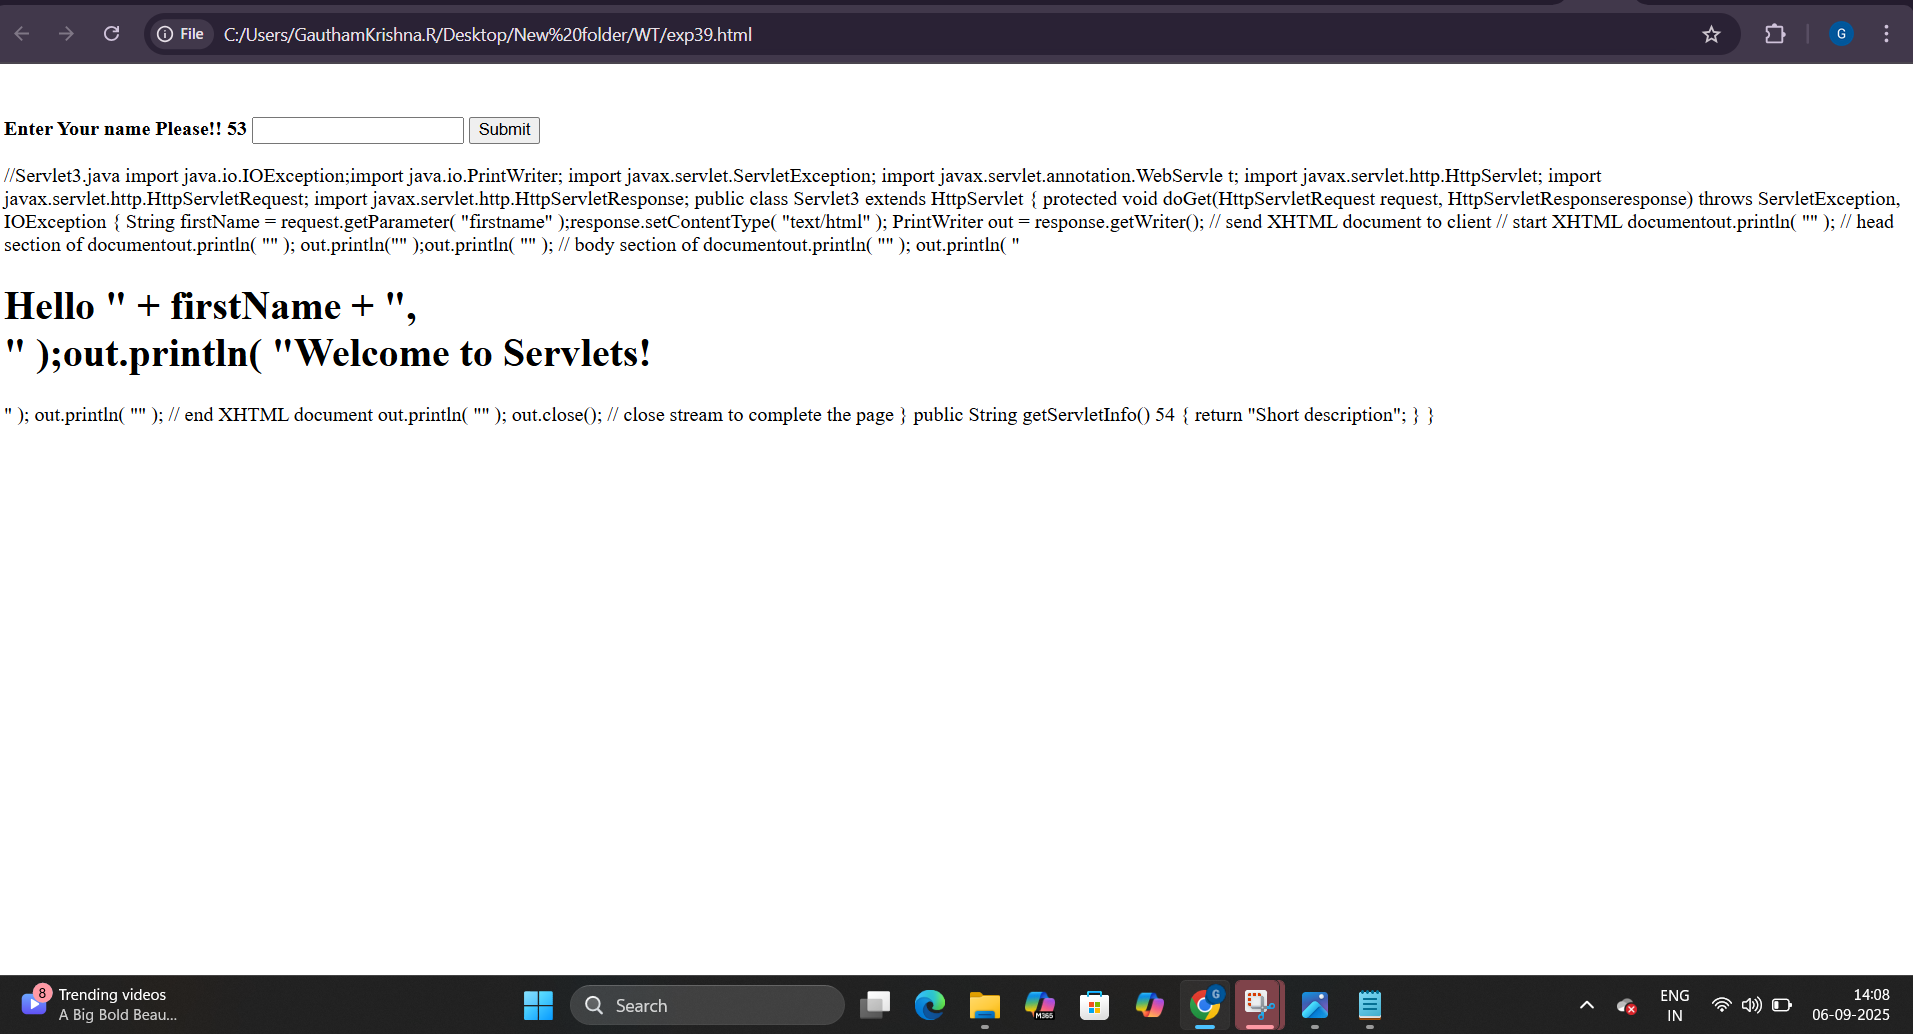 File
C:/Users/GauthamKrishna.R/Desktop/New%20folder/WT/exp39.html
G
Enter Your name Please!! 53
Submit
//Servlet3.java import java.io.IOException;import java.io.PrintWriter; import javax.servlet.ServletException; import javax.servlet.annotation.WebServle t; import javax.servlet.http.HttpServlet; import
javax.servlet.http.HttpServletRequest; import javax.servlet.http.HttpServletResponse; public class Servlet3 extends HttpServlet { protected void doGet(HttpServletRequest request, HttpServletResponseresponse) throws ServletException,
IOException { String firstName = request.getParameter( "firstname" );response.setContentType( "text/html" ); PrintWriter out = response.getWriter(); // send XHTML document to client // start XHTML documentout.println( "" ); // head
section of documentout.println( "" ); out.println("" );out.println( "" ); // body section of documentout.println( "" ); out.println( "
Hello " + firstName + ",
" );out.println( "Welcome to Servlets!
" ); out.println( "" ); // end XHTML document out.println( "" ); out.close(); // close stream to complete the page } public String getServletInfo() 54 { return "Short description"; } }
8
Trending videos
A Big Bold Beau...
Search
M365
G
ENG
IN
14:08
06-09-2025